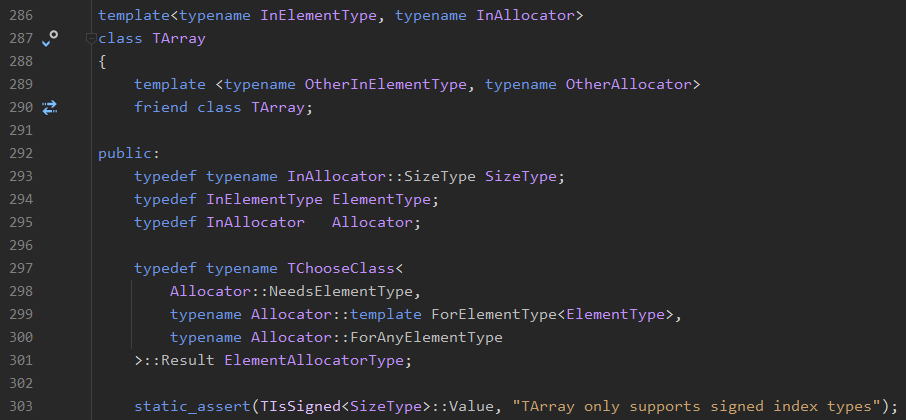 286 template<typename InElementType, typename InAllocator>
287 class TArray
288 {
289     template <typename OtherInElementType, typename OtherAllocator>
290     friend class TArray;
291
292 public:
293     typedef typename InAllocator::SizeType SizeType;
294     typedef InElementType ElementType;
295     typedef InAllocator   Allocator;
296
297     typedef typename TChooseClass<
298         Allocator::NeedsElementType,
299         typename Allocator::template ForElementType<ElementType>,
300         typename Allocator::ForAnyElementType
301     >::Result ElementAllocatorType;
302
303     static_assert(TIsSigned<SizeType>::Value, "TArray only supports signed index types");